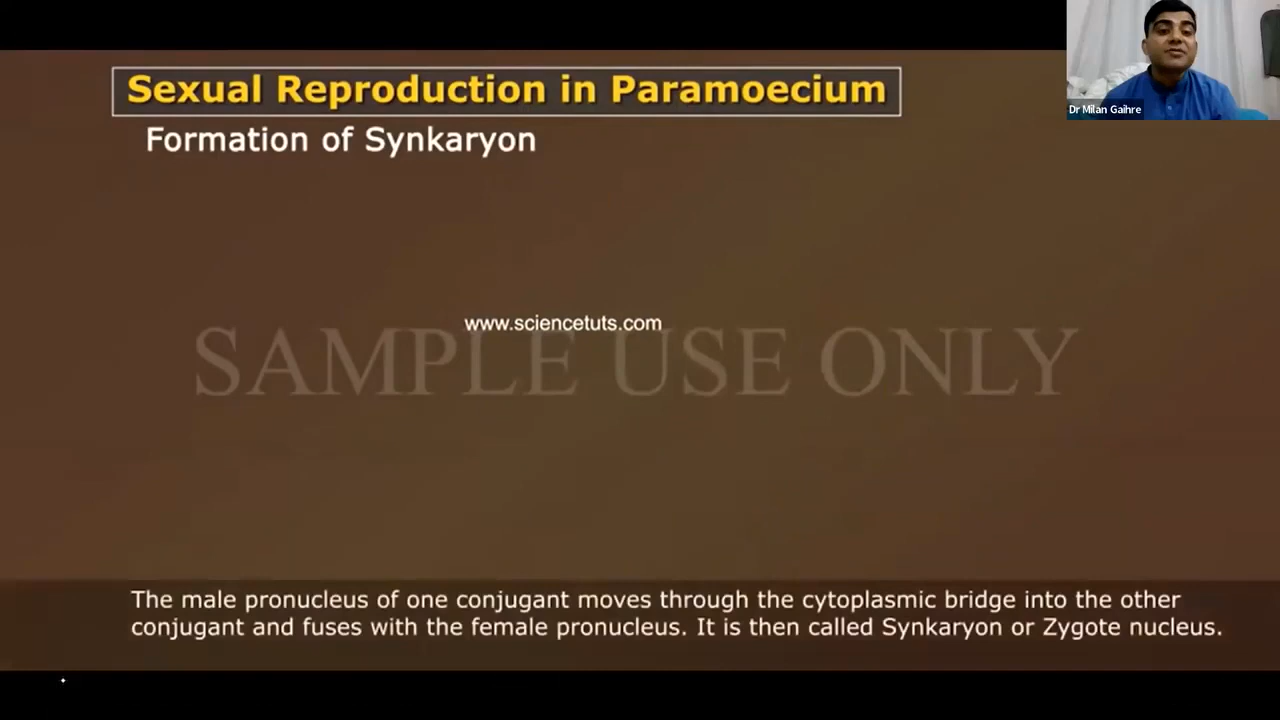 Sexual Reproduction in Paramoecium
Dr Milan Gaihre
Formation of Synkaryon
www.sciencetuts.com
SAMPLE USE ONLY
The male pronucleus of one conjugant moves through the cytoplasmic bridge into the other
conjugant and fuses with the female pronucleus. It is then called Synkaryon or Zygote nucleus.